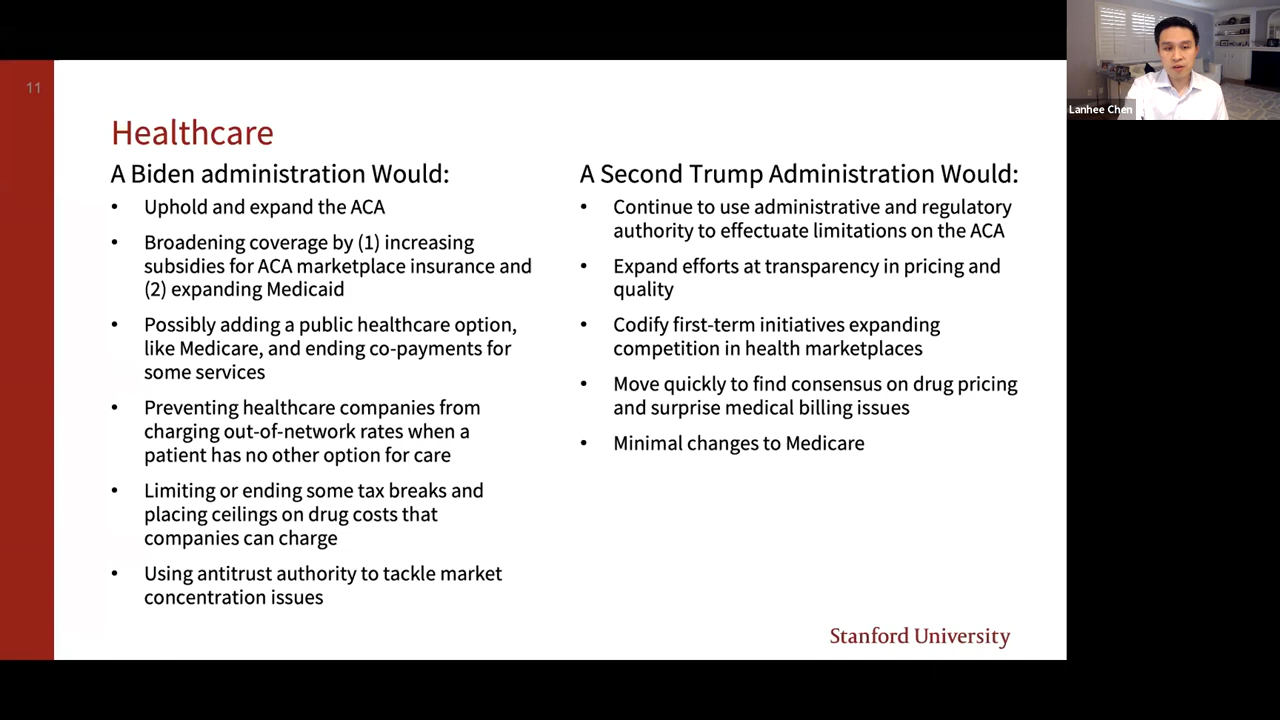 11
Healthcare
A Biden administration Would:
• Uphold and expand the ACA
• Broadening coverage by (1) increasing
subsidies for ACA marketplace insurance and
(2) expanding Medicaid
• Possibly adding a public healthcare option,
like Medicare, and ending co-payments for
some services
• Preventing healthcare companies from
charging out-of-network rates when a
patient has no other option for care
• Limiting or ending some tax breaks and
placing ceilings on drug costs that
companies can charge
• Using antitrust authority to tackle market
concentration issues
A Second Trump Administration Would:
• Continue to use administrative and regulatory
authority to effectuate limitations on the ACA
• Expand efforts at transparency in pricing and
quality
• Codify first-term initiatives expanding
competition in health marketplaces
• Move quickly to find consensus on drug pricing
and surprise medical billing issues
• Minimal changes to Medicare
Stanford University
Lanhee Chen